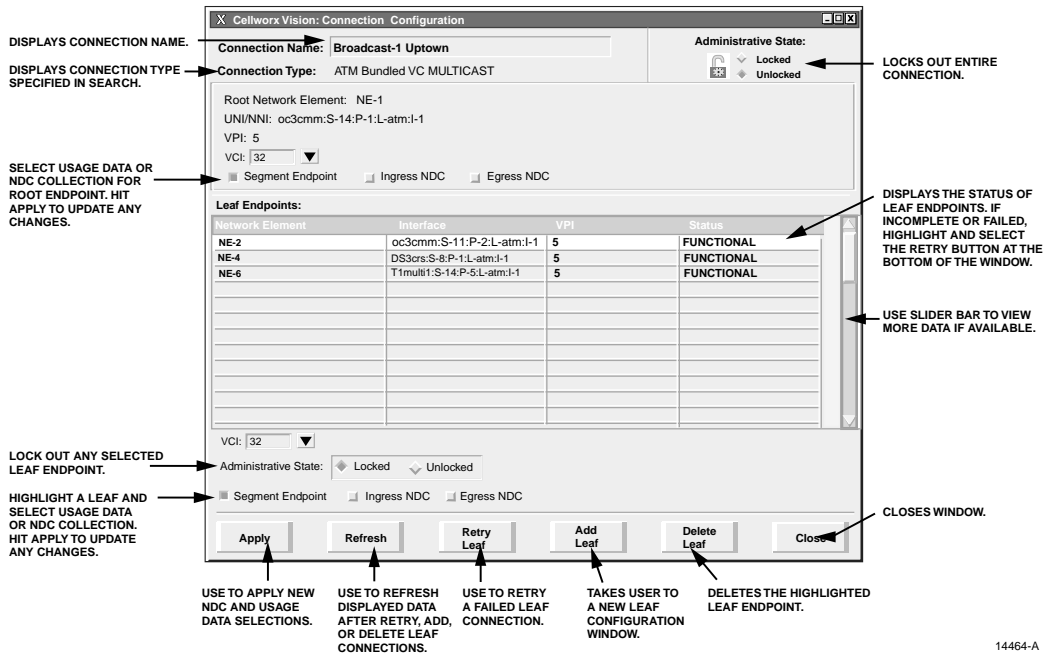 X Cellworx Vision: Connection Configuration
DISPLAYS CONNECTION NAME.
Connection Name: Broadcast-1 Uptown
Administrative State:
Locked
Unlocked
LOCKS OUT ENTIRE
CONNECTION.
DISPLAYS CONNECTION TYPE
SPECIFIED IN SEARCH.
Connection Type: ATM Bundled VC MULTICAST
Root Network Element: NE-1
UNI/NNI: oc3cmm:S-14:P-1:L-atm:I-1
VPI: 5
VCI: 32
SELECT USAGE DATA OR
NDC COLLECTION FOR
ROOT ENDPOINT. HIT
APPLY TO UPDATE ANY
CHANGES.
Segment Endpoint Ingress NDC Egress NDC
Leaf Endpoints:
Network Element Interface VPI Status
NE-2 oc3cmm:S-11:P-2:L-atm:I-1 5 FUNCTIONAL
NE-4 DS3crs:S-8:P-1:L-atm:I-1 5 FUNCTIONAL
NE-6 T1multi1:S-14:P-5:L-atm:I-1 5 FUNCTIONAL
DISPLAYS THE STATUS OF
LEAF ENDPOINTS. IF
INCOMPLETE OR FAILED,
HIGHLIGHT AND SELECT
THE RETRY BUTTON AT THE
BOTTOM OF THE WINDOW.
USE SLIDER BAR TO VIEW
MORE DATA IF AVAILABLE.
VCI: 32
LOCK OUT ANY SELECTED
LEAF ENDPOINT.
Administrative State: Locked Unlocked
HIGHLIGHT A LEAF AND
SELECT USAGE DATA
OR NDC COLLECTION.
HIT APPLY TO UPDATE
ANY CHANGES.
Segment Endpoint Ingress NDC Egress NDC
CLOSES WINDOW.
Apply
Refresh
Retry
Leaf
Add
Leaf
Delete
Leaf
Close
USE TO APPLY NEW
NDC AND USAGE
DATA SELECTIONS.
USE TO REFRESH
DISPLAYED DATA
AFTER RETRY, ADD,
OR DELETE LEAF
CONNECTIONS.
USE TO RETRY
A FAILED LEAF
CONNECTION.
TAKES USER TO
A NEW LEAF
CONFIGURATION
WINDOW.
DELETES THE HIGHLIGHTED
LEAF ENDPOINT.
14464-A